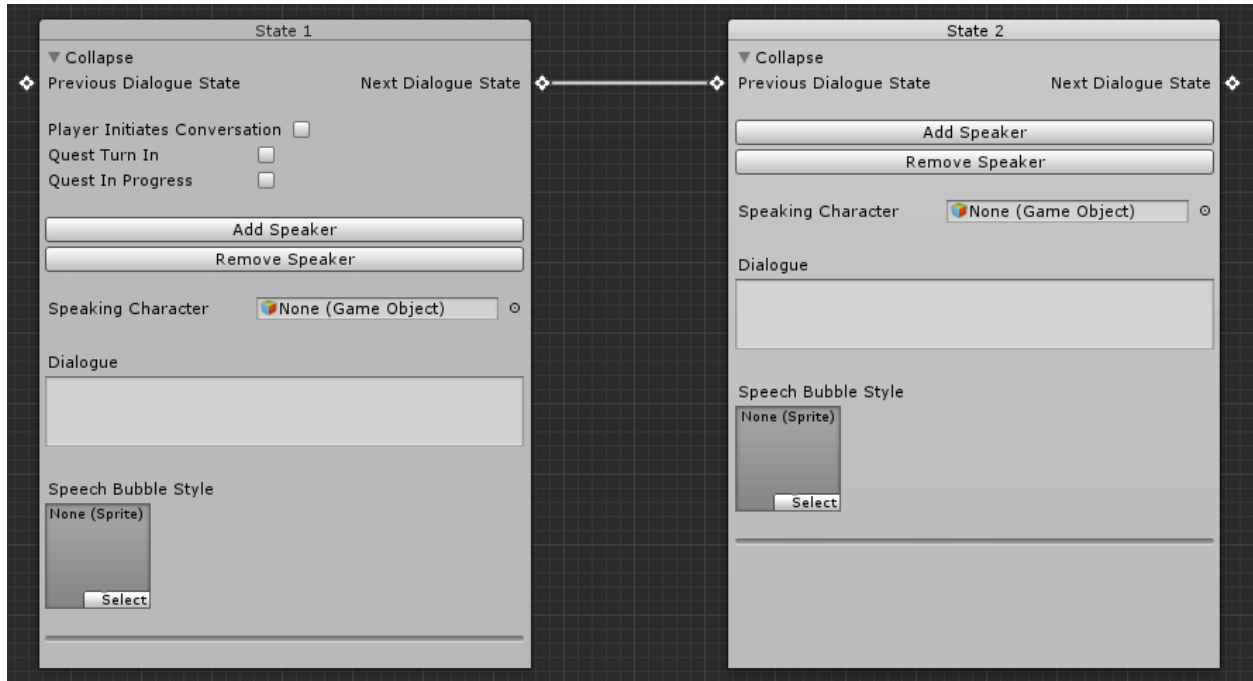 State 1
Collapse
Previous Dialogue State Next Dialogue State
Player Initiates Conversation
Quest Turn In
Quest In Progress
Add Speaker
Remove Speaker
Speaking Character None (Game Object)
Dialogue
Speech Bubble Style
None (Sprite)
Select
State 2
Collapse
Previous Dialogue State Next Dialogue State
Add Speaker
Remove Speaker
Speaking Character None (Game Object)
Dialogue
Speech Bubble Style
None (Sprite)
Select